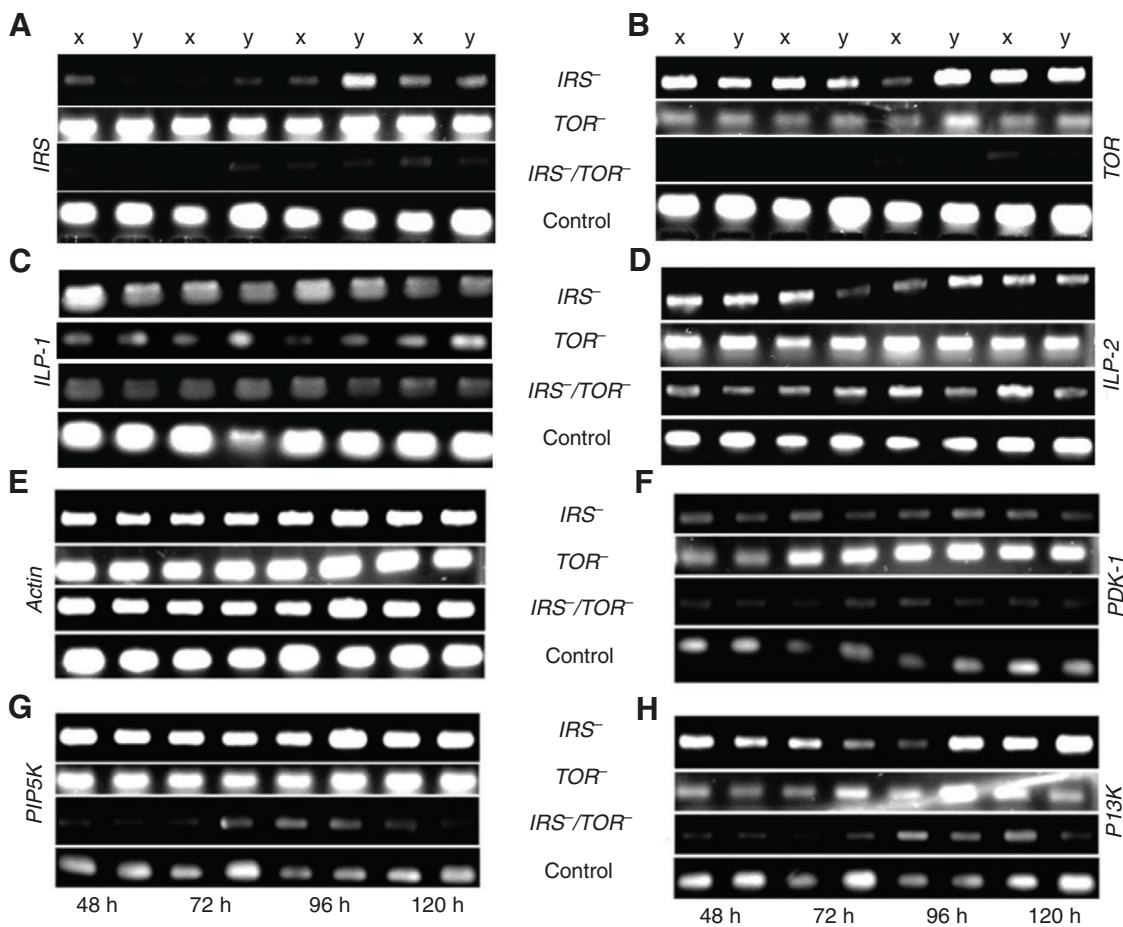 A
x y x y x y x y
B
x y x y x y x y
IRS
IRS⁻
TOR⁻
IRS⁻/TOR⁻
Control
TOR
C
D
ILP-1
IRS⁻
TOR⁻
IRS⁻/TOR⁻
Control
ILP-2
E
F
Actin
IRS⁻
TOR⁻
IRS⁻/TOR⁻
Control
PDK-1
G
H
PIP5K
IRS⁻
TOR⁻
IRS⁻/TOR⁻
Control
P13K
48 h 72 h 96 h 120 h
48 h 72 h 96 h 120 h